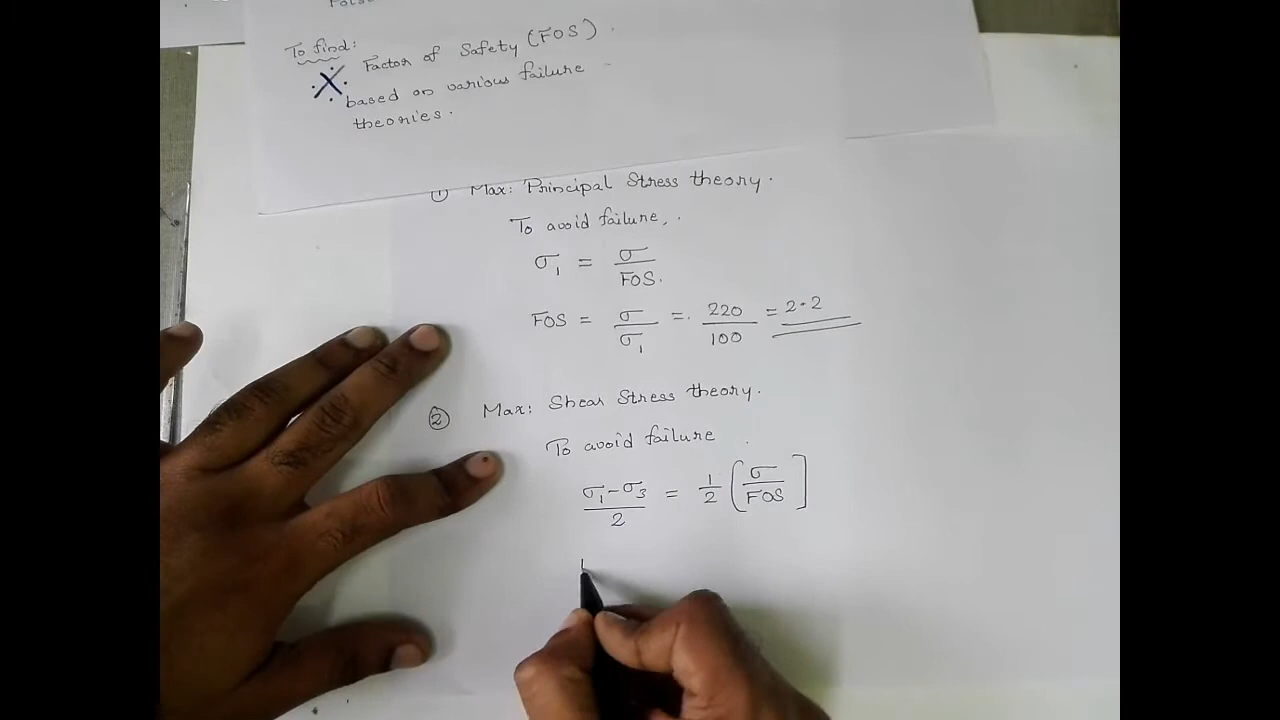 To find:
Factor of Safety (FOS).
based on various failure
theories.
① Max: Principal Stress theory.
To avoid failure,
σ₁ = σ/FOS.
FOS = σ/σ₁ = 220/100 = 2.2
② Max: Shear Stress theory.
To avoid failure
(σ₁-σ₃)/2 = 1/2 [σ/FOS]